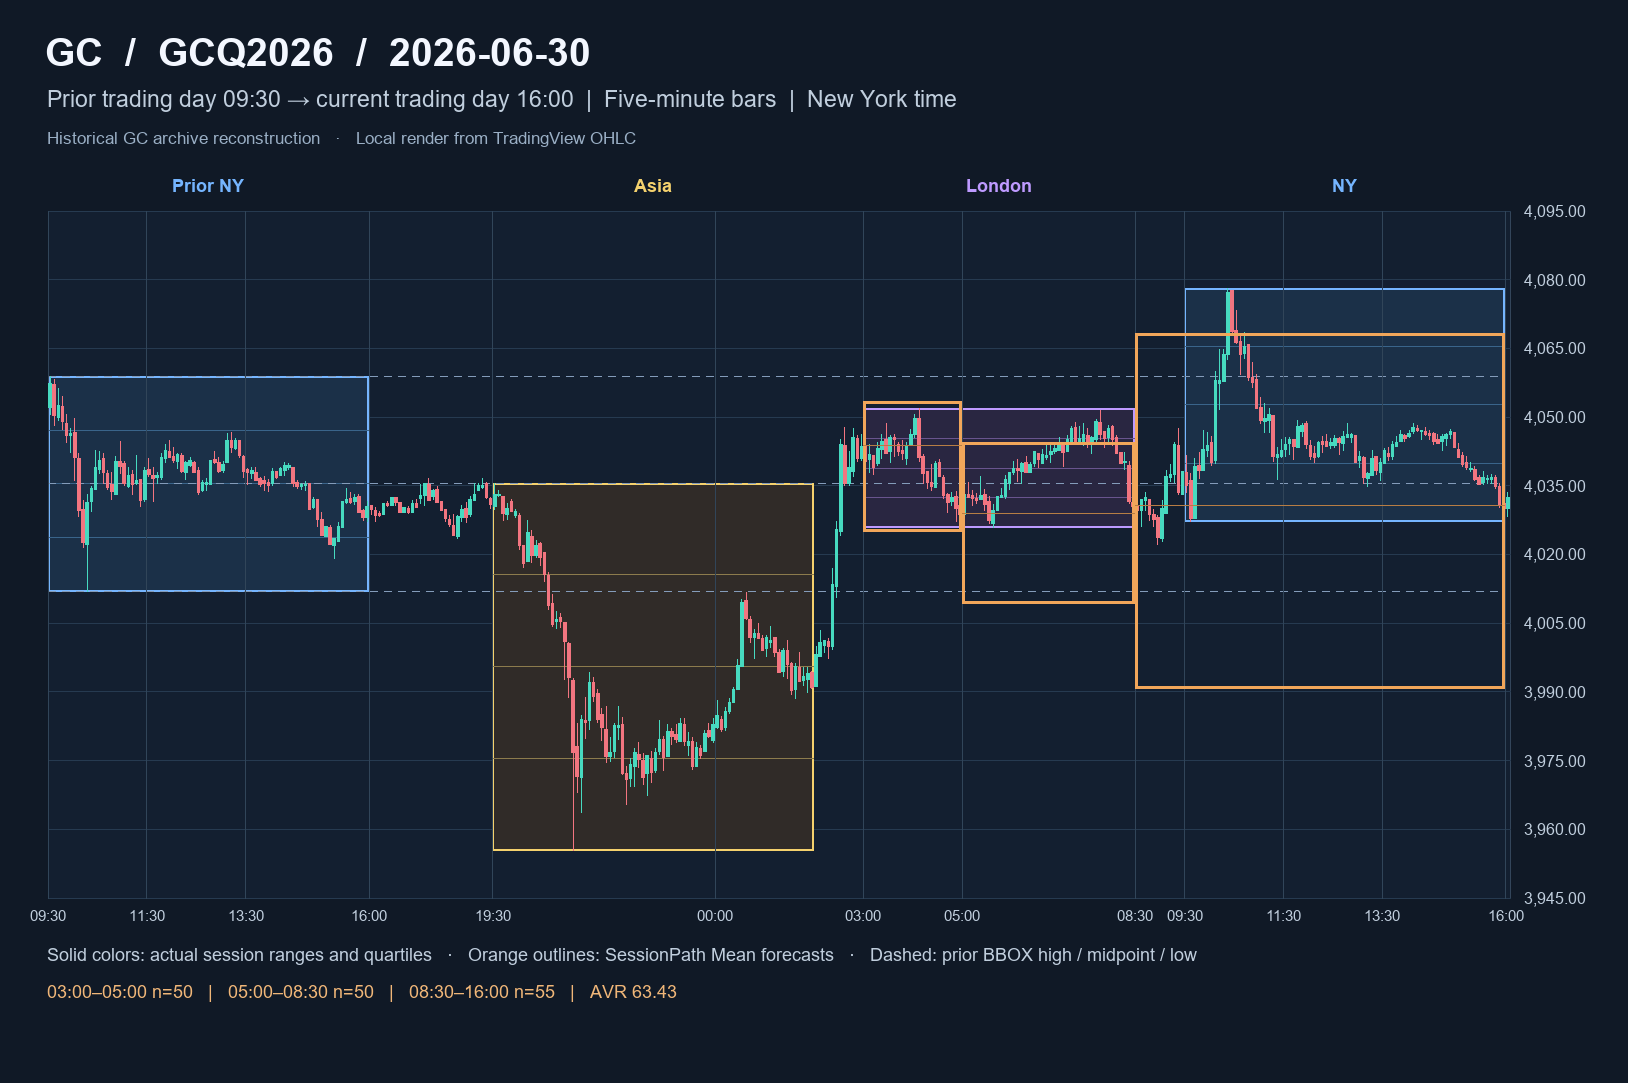 GC / GCQ2026 / 2026-06-30
Prior trading day 09:30 → current trading day 16:00 | Five-minute bars | New York time
Historical GC archive reconstruction · Local render from TradingView OHLC
Prior NY Asia London NY
4,095.00
4,080.00
4,065.00
4,050.00
4,035.00
4,020.00
4,005.00
3,990.00
3,975.00
3,960.00
3,945.00
09:30 11:30 13:30 16:00 19:30 00:00 03:00 05:00 08:30 09:30 11:30 13:30 16:00
Solid colors: actual session ranges and quartiles · Orange outlines: SessionPath Mean forecasts · Dashed: prior BBOX high / midpoint / low
03:00–05:00 n=50 | 05:00–08:30 n=50 | 08:30–16:00 n=55 | AVR 63.43